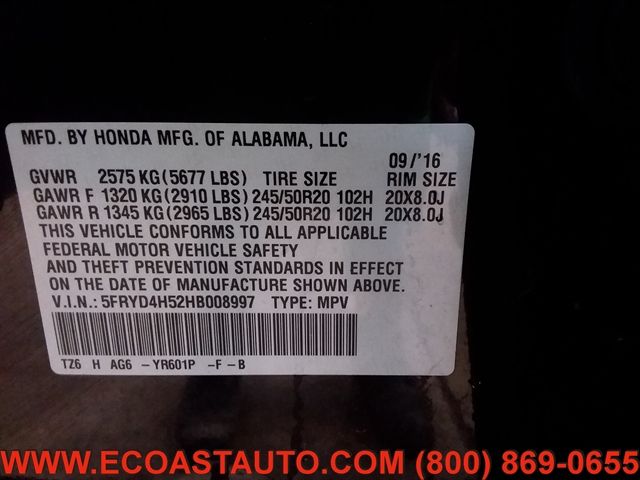 MFD. BY HONDA MFG. OF ALABAMA, LLC
09/'16
GVWR 2575 KG(5677 LBS) TIRE SIZE RIM SIZE
GAWR F 1320 KG(2910 LBS) 245/50R20 102H 20X8.0J
GAWR R 1345 KG(2965 LBS) 245/50R20 102H 20X8.0J
THIS VEHICLE CONFORMS TO ALL APPLICABLE
FEDERAL MOTOR VEHICLE SAFETY
AND THEFT PREVENTION STANDARDS IN EFFECT
ON THE DATE OF MANUFACTURE SHOWN ABOVE.
V.I.N.: 5FRYD4H52HB008997 TYPE: MPV
TZ6 H AG6 -YR601P -F-B
WWW.ECOASTAUTO.COM (800) 869-0655